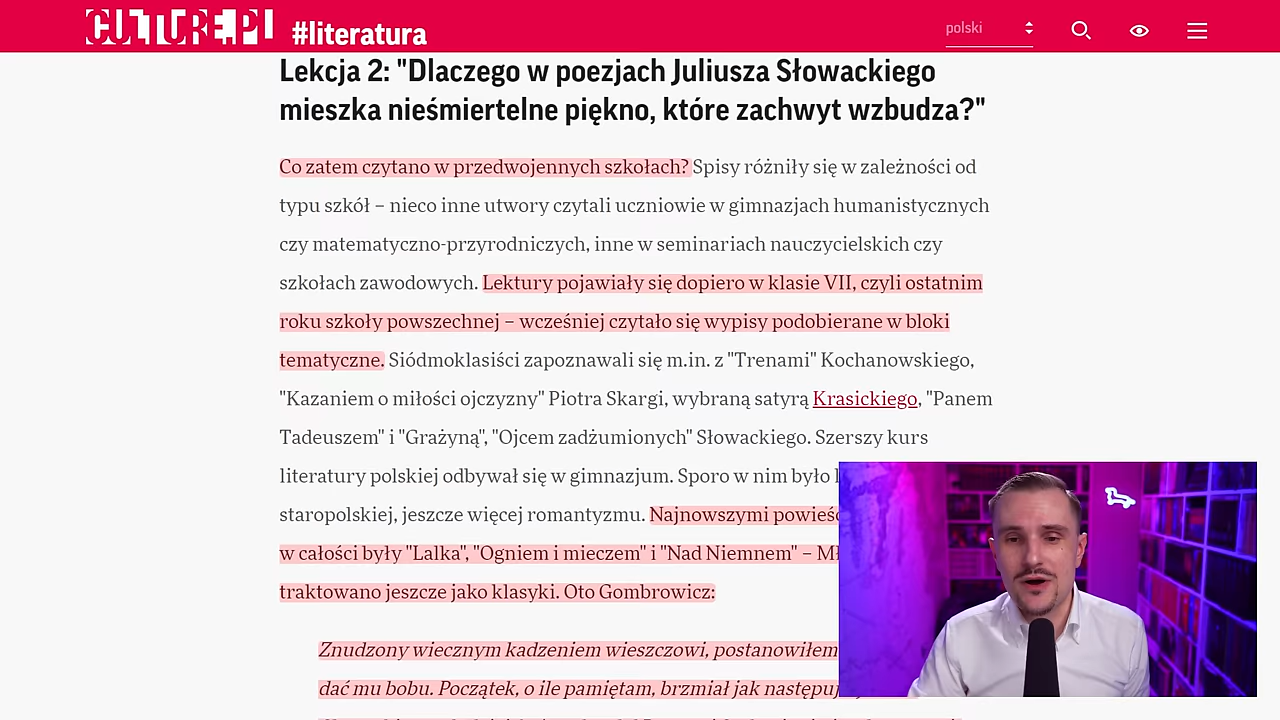 CULTURE.PL #literatura polski
Lekcja 2: "Dlaczego w poezjach Juliusza Słowackiego
mieszka nieśmiertelne piękno, które zachwyt wzbudza?"
Co zatem czytano w przedwojennych szkołach? Spisy różniły się w zależności od
typu szkół – nieco inne utwory czytali uczniowie w gimnazjach humanistycznych
czy matematyczno-przyrodniczych, inne w seminariach nauczycielskich czy
szkołach zawodowych. Lektury pojawiały się dopiero w klasie VII, czyli ostatnim
roku szkoły powszechnej – wcześniej czytało się wypisy podobierane w bloki
tematyczne. Siódmoklasiści zapoznawali się m.in. z "Trenami" Kochanowskiego,
"Kazaniem o miłości ojczyzny" Piotra Skargi, wybraną satyrą Krasickiego, "Panem
Tadeuszem" i "Grażyną", "Ojcem zadżumionych" Słowackiego. Szerszy kurs
literatury polskiej odbywał się w gimnazjum. Sporo w nim było
staropolskiej, jeszcze więcej romantyzmu. Najnowszymi
w całości były "Lalka", "Ogniem i mieczem" i "Nad Niemnem" –
traktowano jeszcze jako klasyki. Oto Gombrowicz:
Znudzony wiecznym kadzeniem wieszczowi, postanowiłem
dać mu bobu. Początek, o ile pamiętam, brzmiał jak